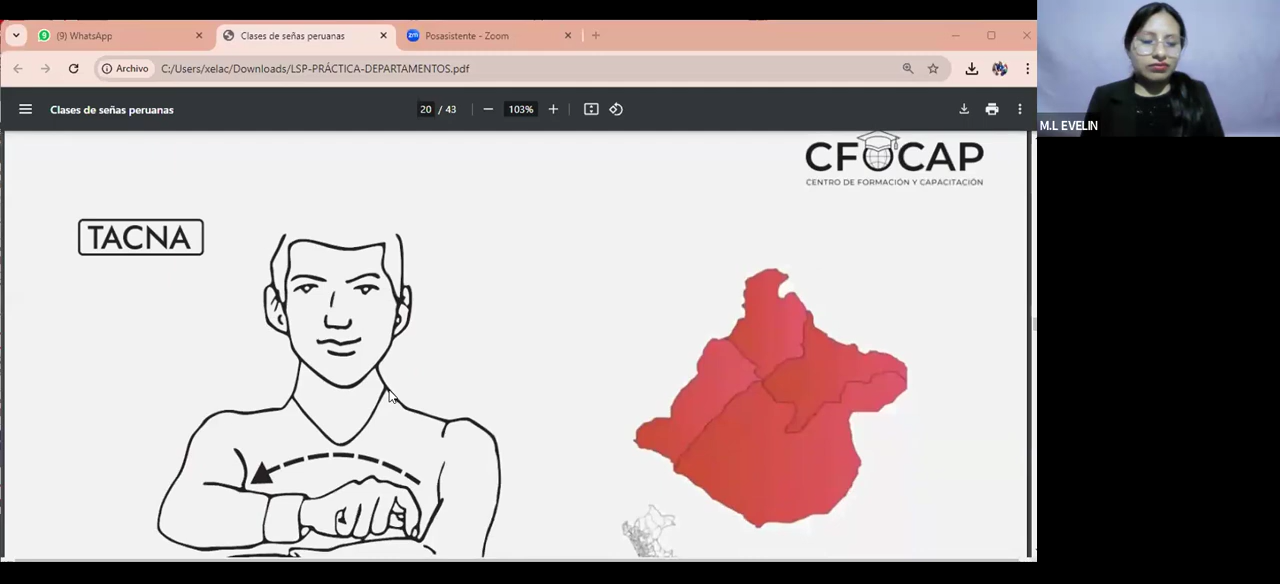 (9) WhatsApp
Clases de señas peruanas
Posasistente - Zoom
Archivo
C:/Users/xelac/Downloads/LSP-PRÁCTICA-DEPARTAMENTOS.pdf
Clases de señas peruanas
20 / 43
103%
M.L EVELIN
CFOCAP
CENTRO DE FORMACIÓN Y CAPACITACIÓN
TACNA